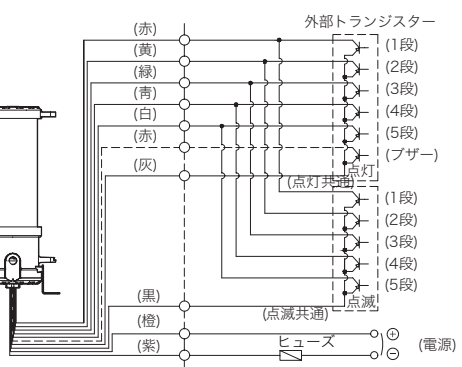 外部トランジスター
(赤)
(1段)
(黄)
(2段)
(緑)
(3段)
(青)
(4段)
(白)
(5段)
(赤)
(ブザー)
(灰)
点灯
(点灯共通)
(1段)
(2段)
(3段)
(4段)
(5段)
(黒)
点滅
(点滅共通)
(橙)
ヒューズ
⊕
(電源)
(紫)
⊖